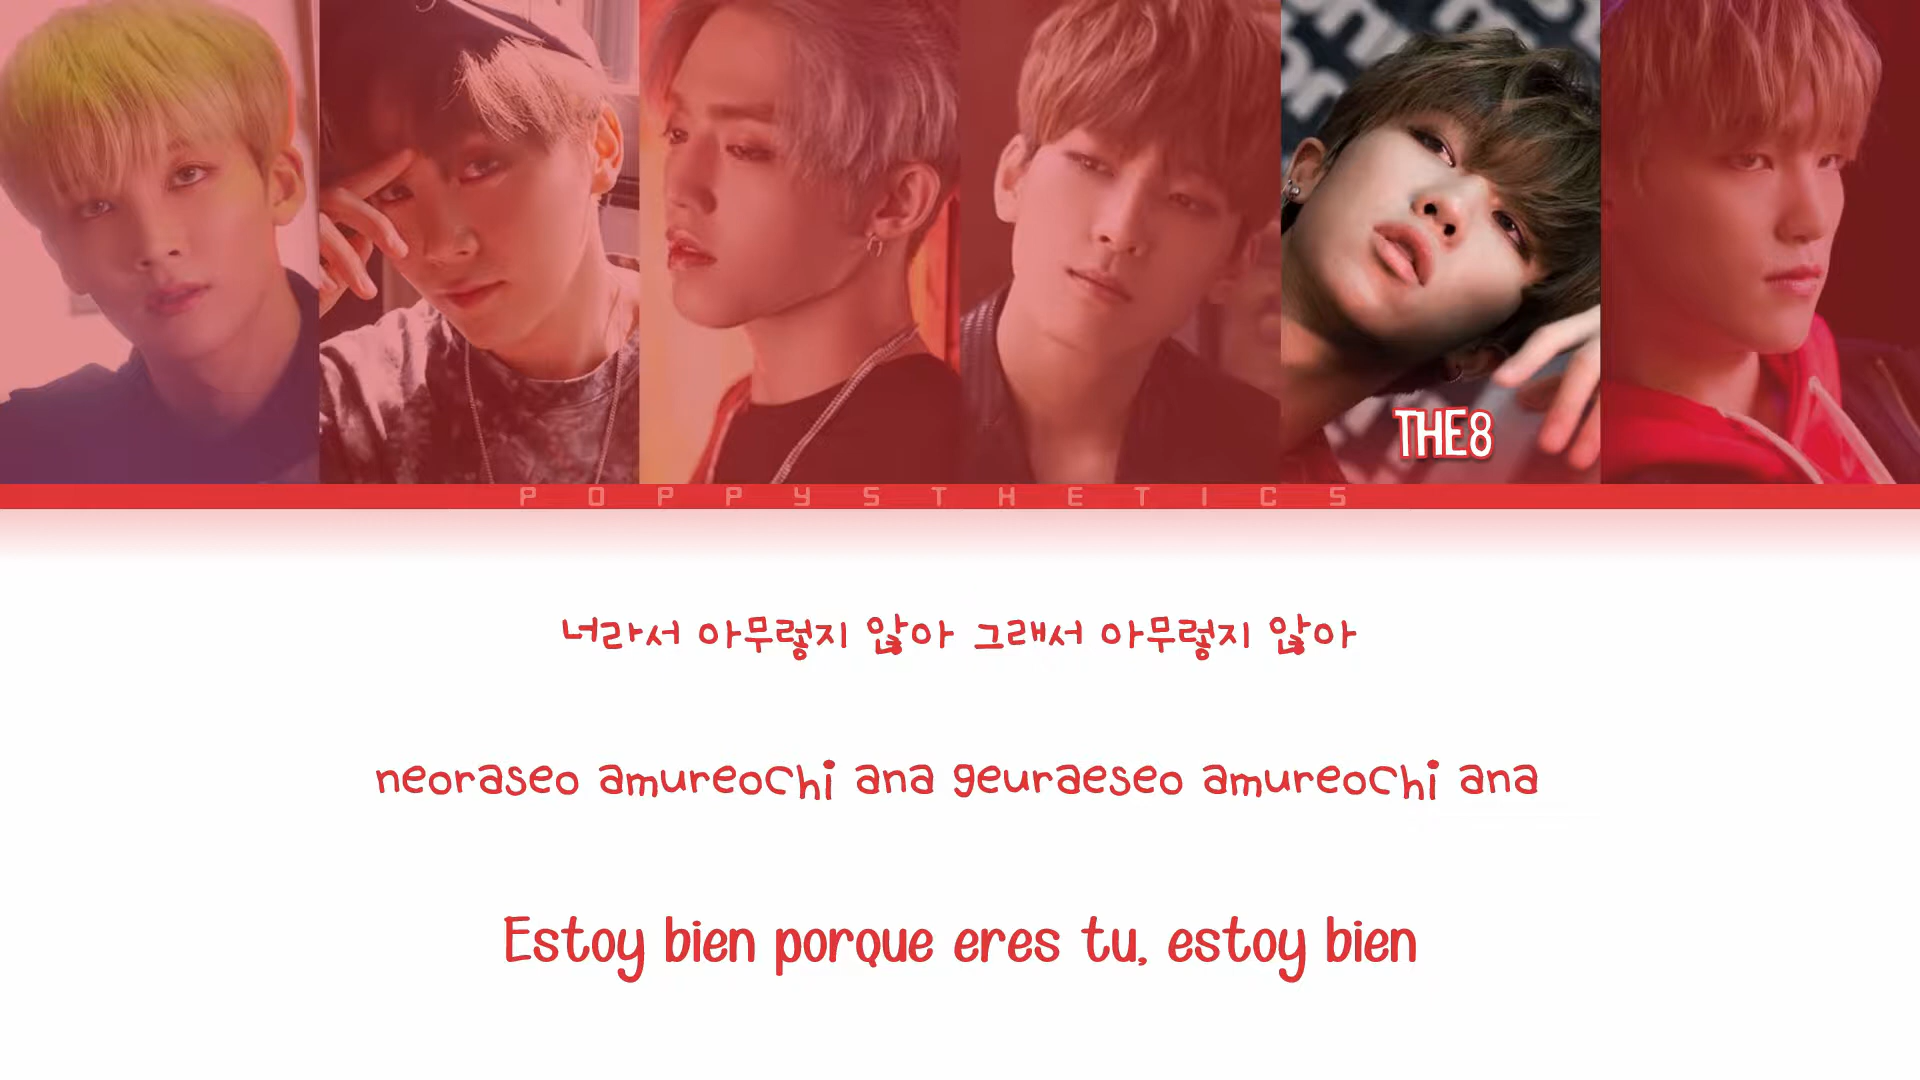 THE8
POPPYSTHETICS
너라서 아무렇지 않아 그래서 아무렇지 않아
neoraseo amureochi ana geuraeseo amureochi ana
Estoy bien porque eres tu, estoy bien